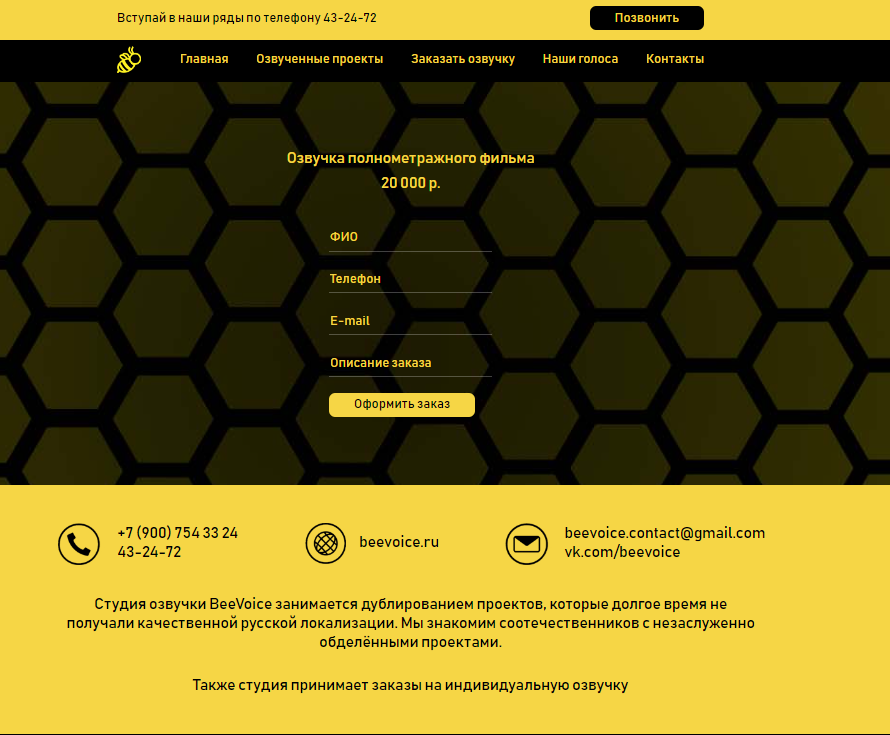 Вступай в наши ряды по телефону 43-24-72
Позвонить
Главная Озвученные проекты Заказать озвучку Наши голоса Контакты
Озвучка полнометражного фильма
20 000 р.
ФИО
Телефон
E-mail
Описание заказа
Оформить заказ
+7 (900) 754 33 24
43-24-72
beevoice.ru
beevoice.contact@gmail.com
vk.com/beevoice
Студия озвучки BeeVoice занимается дублированием проектов, которые долгое время не
получали качественной русской локализации. Мы знакомим соотечественников с незаслуженно
обделёнными проектами.
Также студия принимает заказы на индивидуальную озвучку